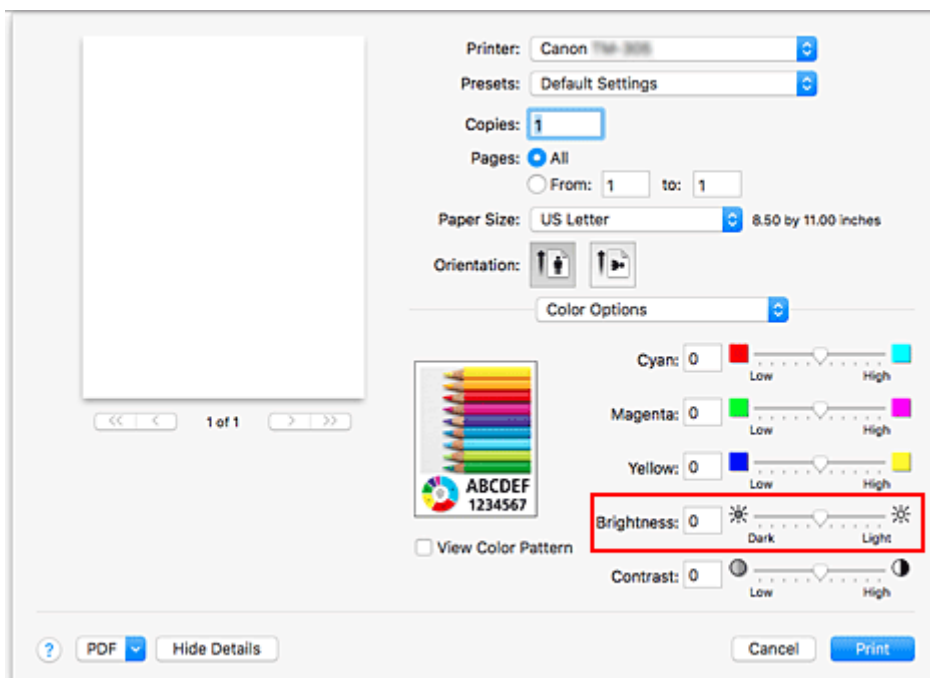 Printer: Canon
Presets: Default Settings
Copies: 1
Pages: All
From: 1 to: 1
Paper Size: US Letter 8.50 by 11.00 inches
Orientation:
Color Options
Cyan: 0
Low High
Magenta: 0
Low High
Yellow: 0
Low High
Brightness: 0
Dark Light
Contrast: 0
Low High
<< < 1 of 1 > >>
ABCDEF
1234567
View Color Pattern
? PDF Hide Details Cancel Print